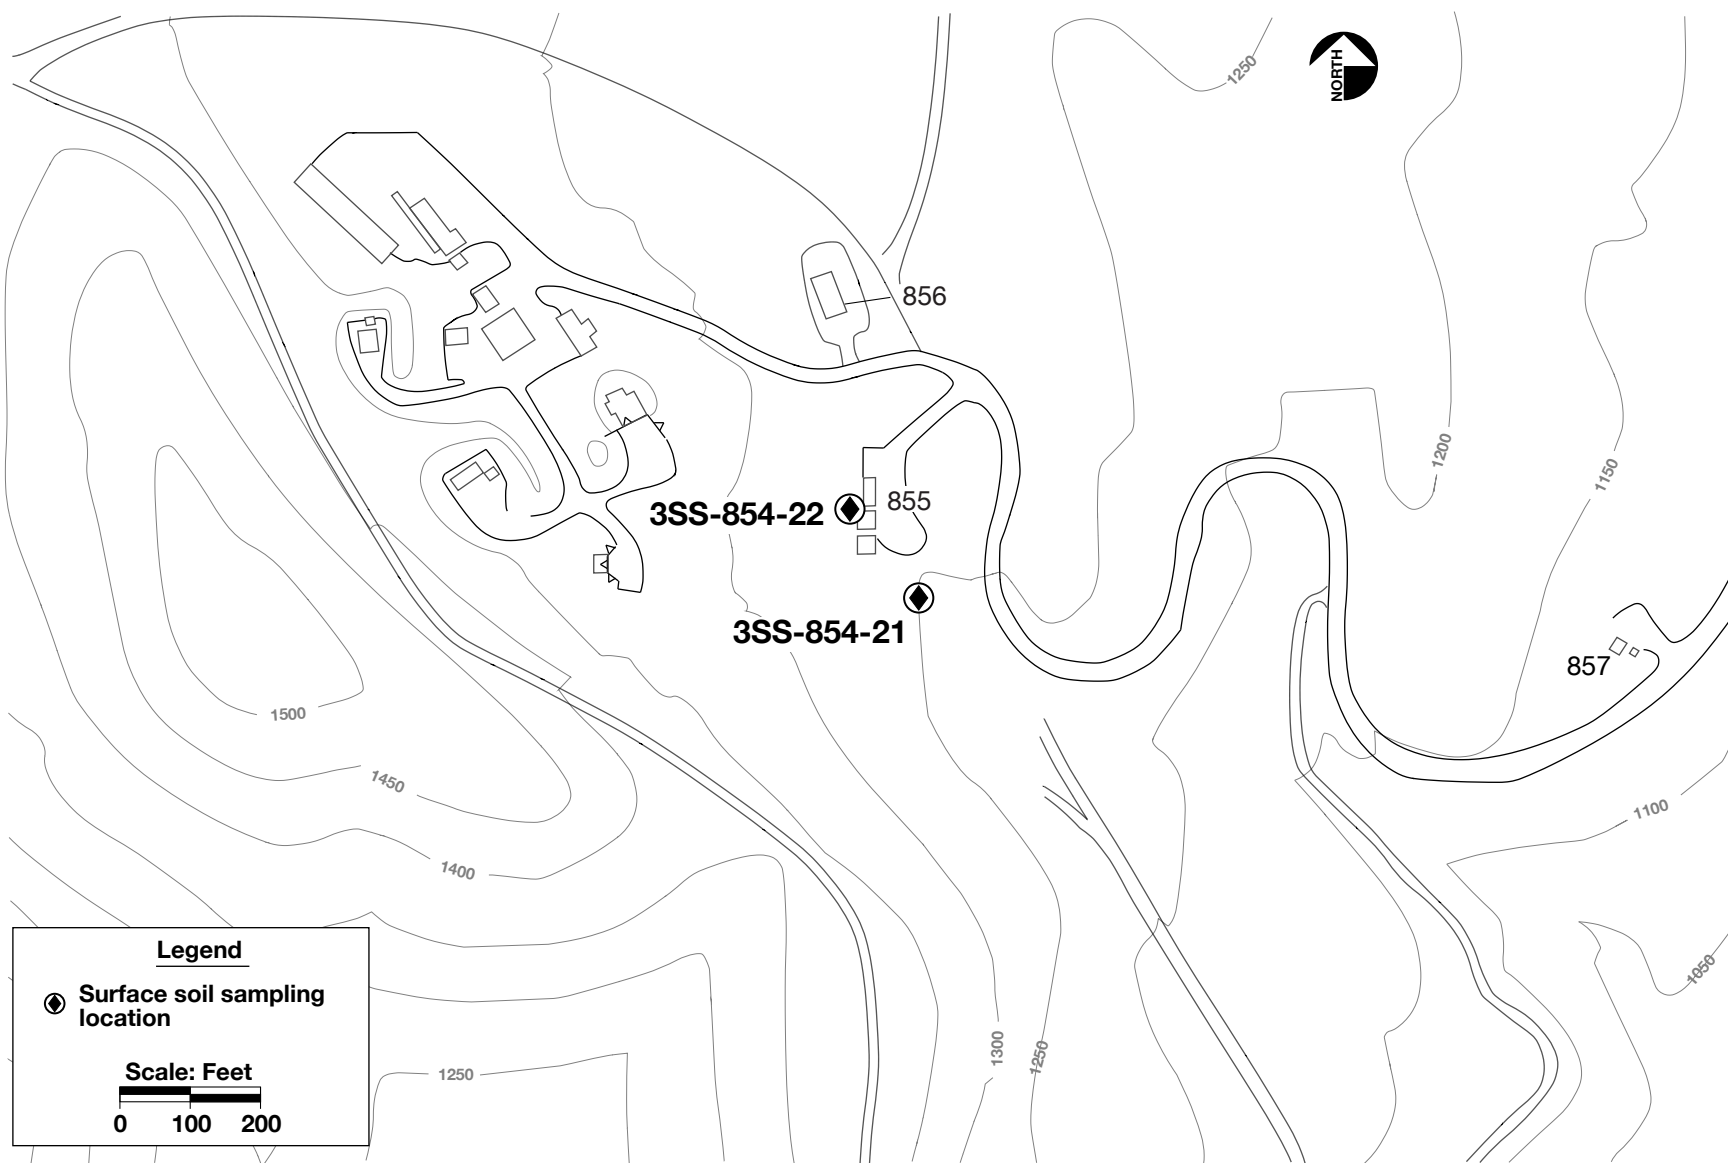 1250
NORTH
856
1200
1150
3SS-854-22
855
3SS-854-21
857
1500
1450
1100
1400
1050
1300
1250
1250
Legend
Surface soil sampling
location
Scale: Feet
0 100 200